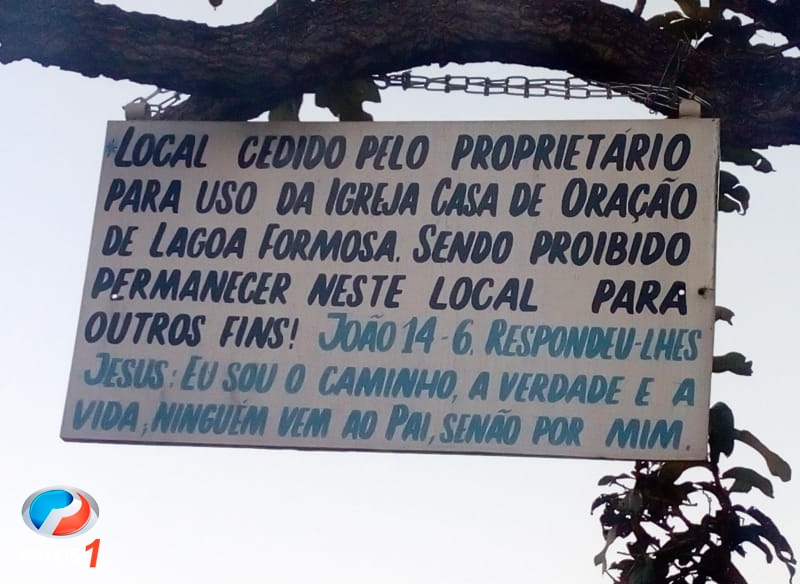 *LOCAL CEDIDO PELO PROPRIETÁRIO
PARA USO DA IGREJA CASA DE ORAÇÃO
DE LAGOA FORMOSA. SENDO PROIBIDO
PERMANECER NESTE LOCAL PARA
OUTROS FINS! JOÃO 14-6. RESPONDEU-LHES
JESUS: EU SOU O CAMINHO, A VERDADE E A
VIDA; NINGUÉM VEM AO PAI, SENÃO POR MIM.
1